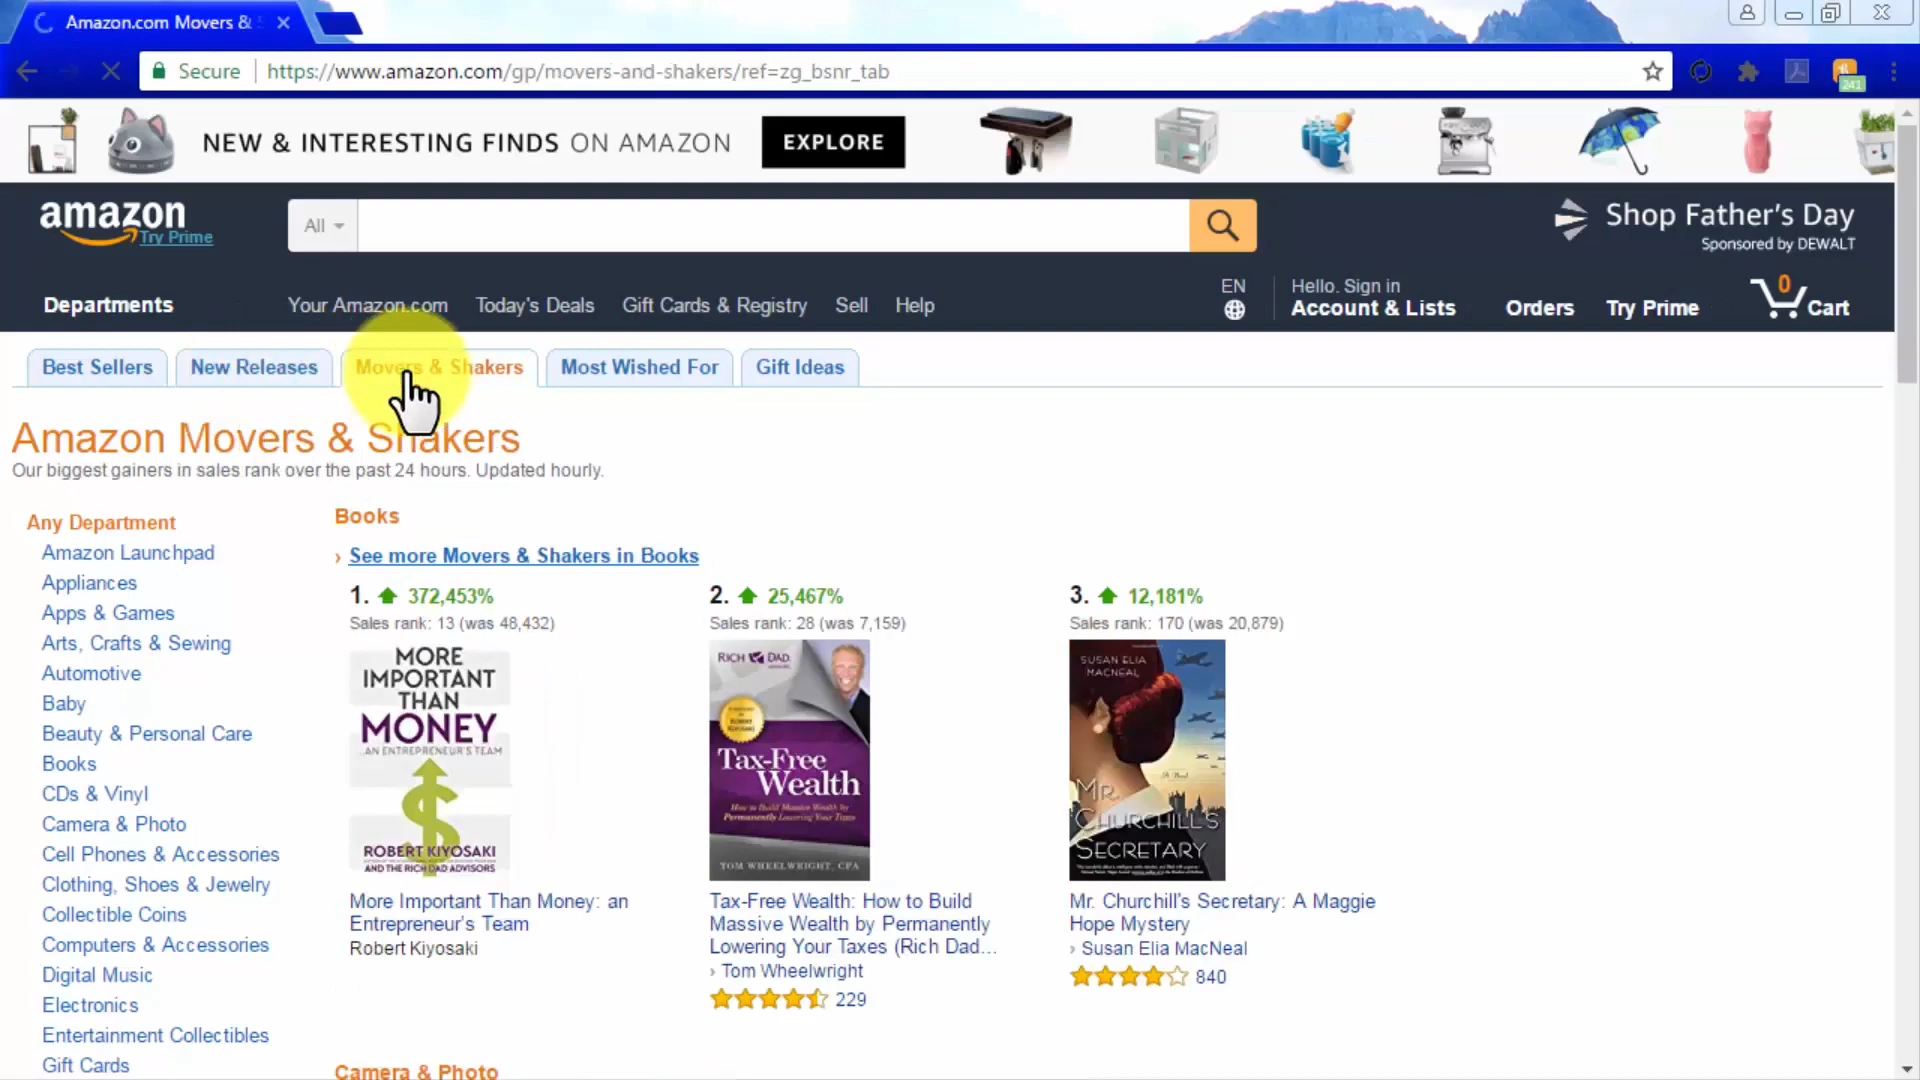 Amazon.com Movers &
Secure https://www.amazon.com/gp/movers-and-shakers/ref=zg_bsnr_tab
241
NEW & INTERESTING FINDS ON AMAZON EXPLORE
amazon
Try Prime
All
Shop Father's Day
Sponsored by DEWALT
Departments Your Amazon.com Today's Deals Gift Cards & Registry Sell Help
EN
Hello. Sign in
Account & Lists
Orders
Try Prime
0
Cart
Best Sellers New Releases Movers & Shakers Most Wished For Gift Ideas
Amazon Movers & Shakers
Our biggest gainers in sales rank over the past 24 hours. Updated hourly.
Any Department
Amazon Launchpad
Appliances
Apps & Games
Arts, Crafts & Sewing
Automotive
Baby
Beauty & Personal Care
Books
CDs & Vinyl
Camera & Photo
Cell Phones & Accessories
Clothing, Shoes & Jewelry
Collectible Coins
Computers & Accessories
Digital Music
Electronics
Entertainment Collectibles
Gift Cards
Books
› See more Movers & Shakers in Books
1. 372,453%
Sales rank: 13 (was 48,432)
MORE
IMPORTANT
THAN
MONEY
AN ENTREPRENEUR'S TEAM
ROBERT KIYOSAKI
AND THE RICH DAD ADVISORS
More Important Than Money: an
Entrepreneur's Team
Robert Kiyosaki
2. 25,467%
Sales rank: 28 (was 7,159)
RICH DAD
Tax-Free
Wealth
How to Build Massive Wealth by
Permanently Lowering Your Taxes
TOM WHEELWRIGHT, CPA
Tax-Free Wealth: How to Build
Massive Wealth by Permanently
Lowering Your Taxes (Rich Dad...
› Tom Wheelwright
229
3. 12,181%
Sales rank: 170 (was 20,879)
SUSAN ELIA
MACNEAL
A Novel
MR.
CHURCHILL'S
SECRETARY
Mr. Churchill's Secretary: A Maggie
Hope Mystery
› Susan Elia MacNeal
840
Camera & Photo